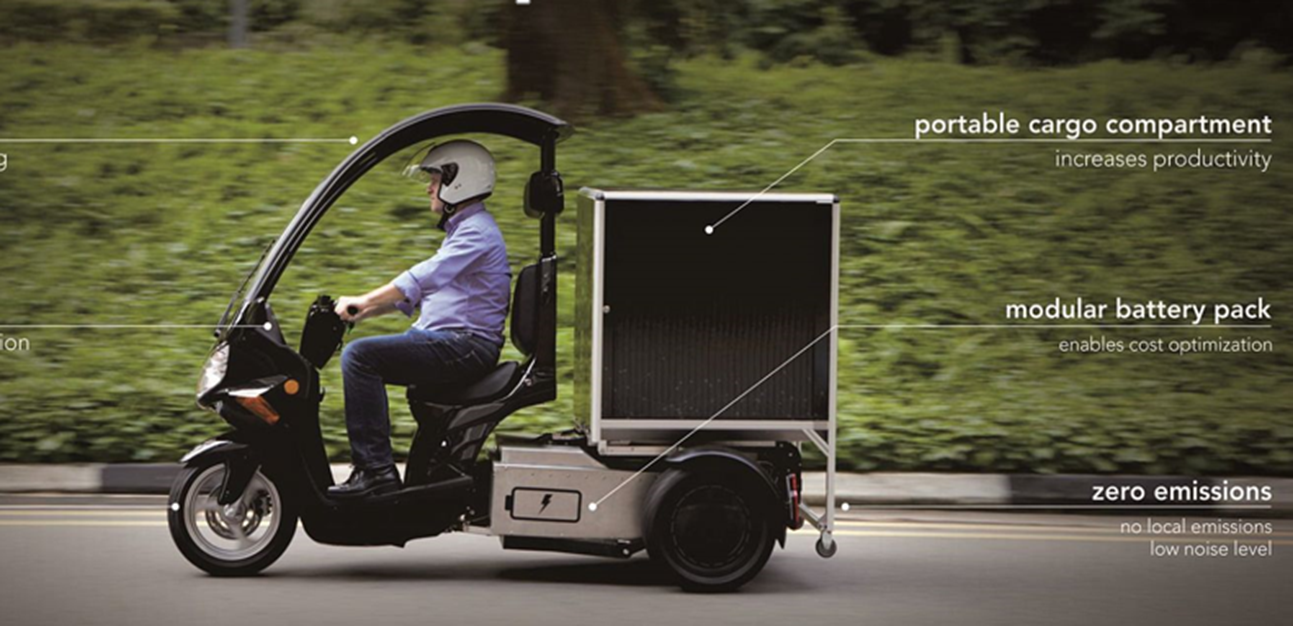 portable cargo compartment
increases productivity
modular battery pack
enables cost optimization
zero emissions
no local emissions
low noise level